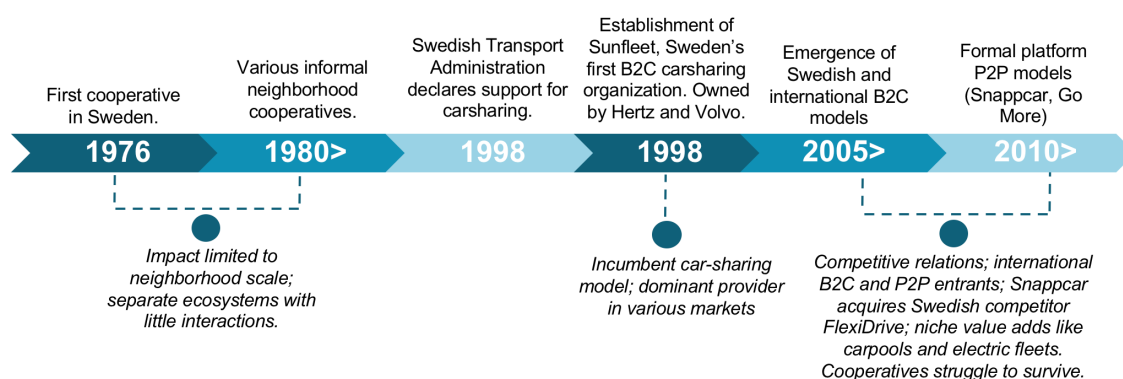 First cooperative
in Sweden.
Various informal
neighborhood
cooperatives.
Swedish Transport
Administration
declares support for
carsharing.
Establishment of
Sunfleet, Sweden's
first B2C carsharing
organization. Owned
by Hertz and Volvo.
Emergence of
Swedish and
international B2C
models
Formal platform
P2P models
(Snappcar, Go
More)
1976
1980>
1998
1998
2005>
2010>
Impact limited to
neighborhood scale;
separate ecosystems with
little interactions.
Incumbent car-sharing
model; dominant provider
in various markets
Competitive relations; international
B2C and P2P entrants; Snappcar
acquires Swedish competitor
FlexiDrive; niche value adds like
carpools and electric fleets.
Cooperatives struggle to survive.